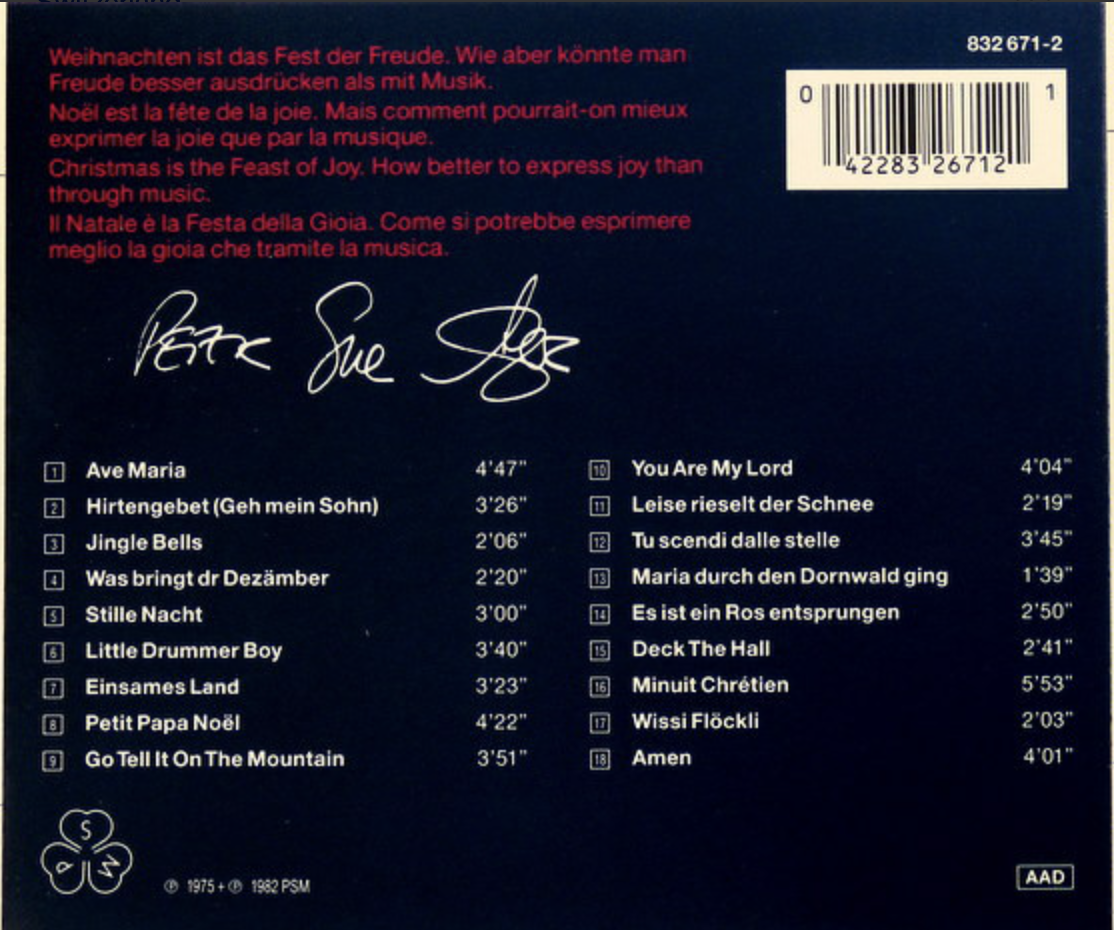 832 671-2
Weihnachten ist das Fest der Freude. Wie aber könnte man
Freude besser ausdrücken als mit Musik.
Noël est la fête de la joie. Mais comment pourrait-on mieux
exprimer la joie que par la musique.
Christmas is the Feast of Joy. How better to express joy than
through music.
Il Natale è la Festa della Gioia. Come si potrebbe esprimere
meglio la gioia che tramite la musica.
0 42283 26712 1
Peter Sue
1 Ave Maria 4'47"
2 Hirtengebet (Geh mein Sohn) 3'26"
3 Jingle Bells 2'06"
4 Was bringt dr Dezämber 2'20"
5 Stille Nacht 3'00"
6 Little Drummer Boy 3'40"
7 Einsames Land 3'23"
8 Petit Papa Noël 4'22"
9 Go Tell It On The Mountain 3'51"
10 You Are My Lord 4'04"
11 Leise rieselt der Schnee 2'19"
12 Tu scendi dalle stelle 3'45"
13 Maria durch den Dornwald ging 1'39"
14 Es ist ein Ros entsprungen 2'50"
15 Deck The Hall 2'41"
16 Minuit Chrétien 5'53"
17 Wissi Flöckli 2'03"
18 Amen 4'01"
P S M
℗ 1975 + ℗ 1982 PSM
AAD